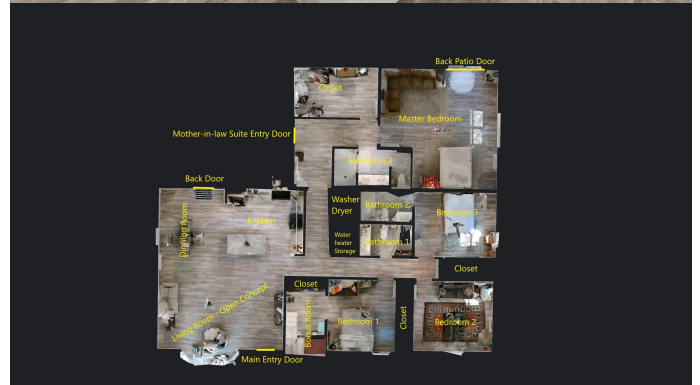 Back Patio Door
Closet
Master Bedroom
Mother-in-law Suite Entry Door
Bathroom 3
Back Door
Washer
Dryer
Bathroom 2
Bedroom 3
Kitchen
Dinning Room
Water
heater
Storage
Bathroom 1
Closet
Closet
Living Room - Open Concept
Bonus Room
Bedroom 1
Closet
Bedroom 2
Main Entry Door